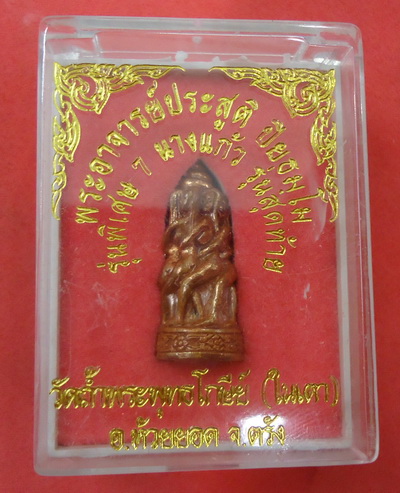 พระอาจารย์ประสูติ ปิยธมฺโม
รุ่นพิเศษ 7 นางแก้ว รุ่นสุดท้าย
วัดถ้ำพระพุทธโกษีย์ (ในเตา)
อ.ห้วยยอด จ.ตรัง